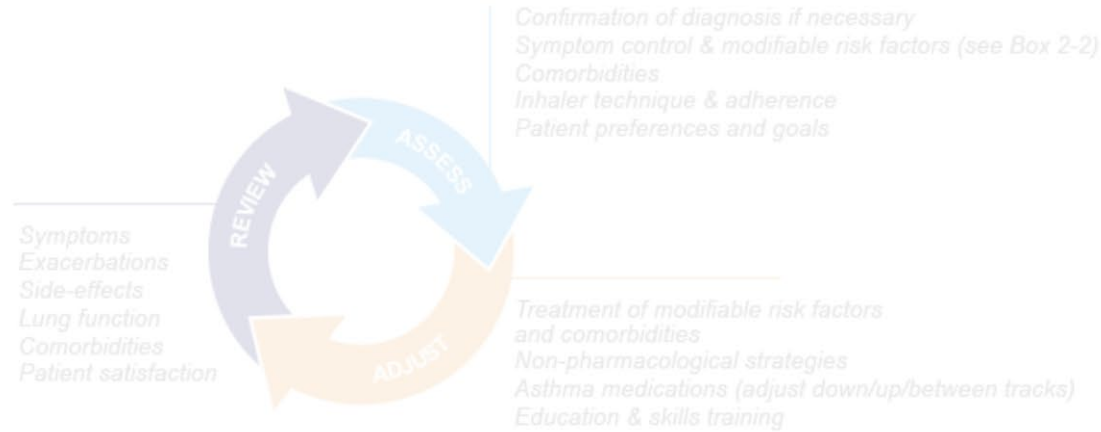 Confirmation of diagnosis if necessary
Symptom control & modifiable risk factors (see Box 2-2)
Comorbidities
Inhaler technique & adherence
Patient preferences and goals
ASSESS
REVIEW
Symptoms
Exacerbations
Side-effects
Lung function
Comorbidities
Patient satisfaction
ADJUST
Treatment of modifiable risk factors
and comorbidities
Non-pharmacological strategies
Asthma medications (adjust down/up/between tracks)
Education & skills training